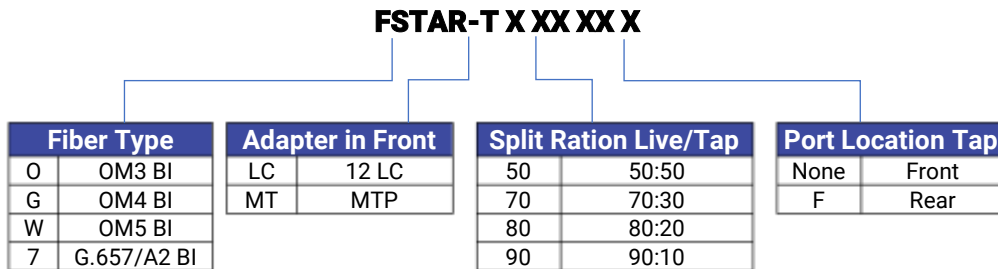 FSTAR-T X XX XX X
Fiber Type
O OM3 BI
G OM4 BI
W OM5 BI
7 G.657/A2 BI
Adapter in Front
LC 12 LC
MT MTP
Split Ration Live/Tap
50 50:50
70 70:30
80 80:20
90 90:10
Port Location Tap
None Front
F Rear